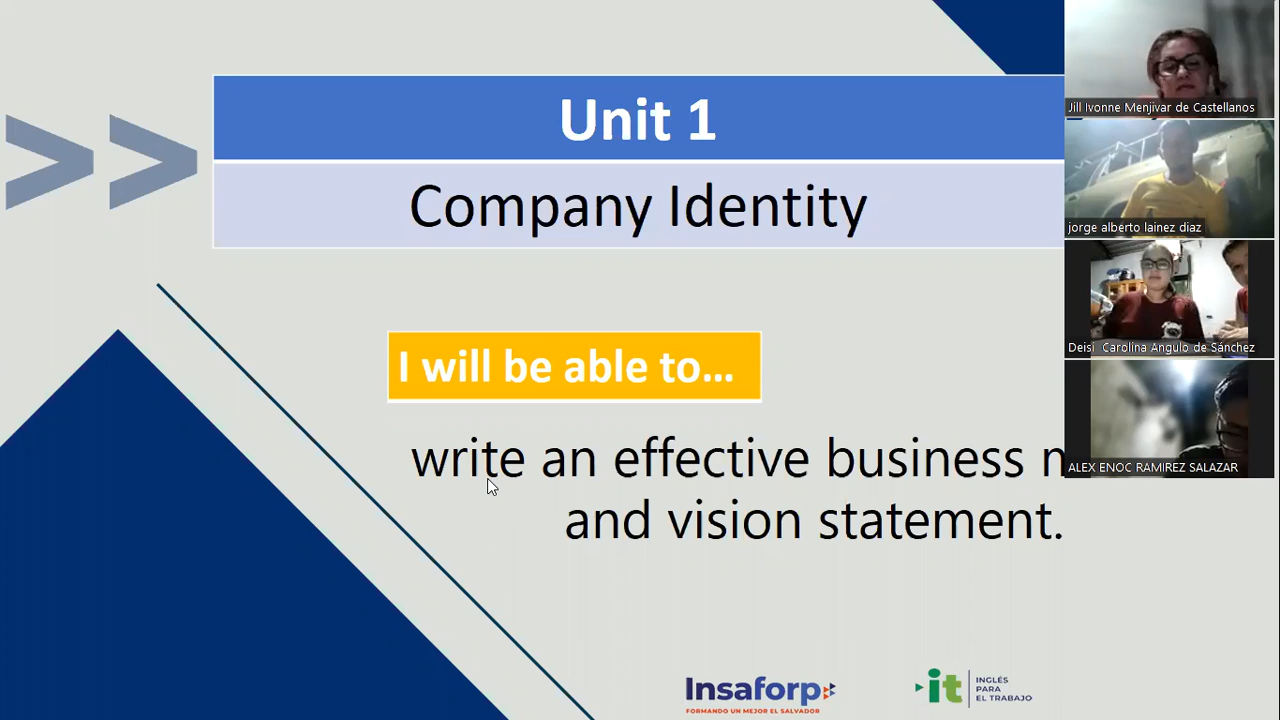 >>
Unit 1
Company Identity
I will be able to...
write an effective business
and vision statement.
Insaforp
FORMANDO UN MEJOR EL SALVADOR
it
INGLÉS
PARA
EL TRABAJO
Jill Ivonne Menjivar de Castellanos
jorge alberto lainez diaz
Deisi Carolina Angulo de Sánchez
ALEX ENOC RAMIREZ SALAZAR